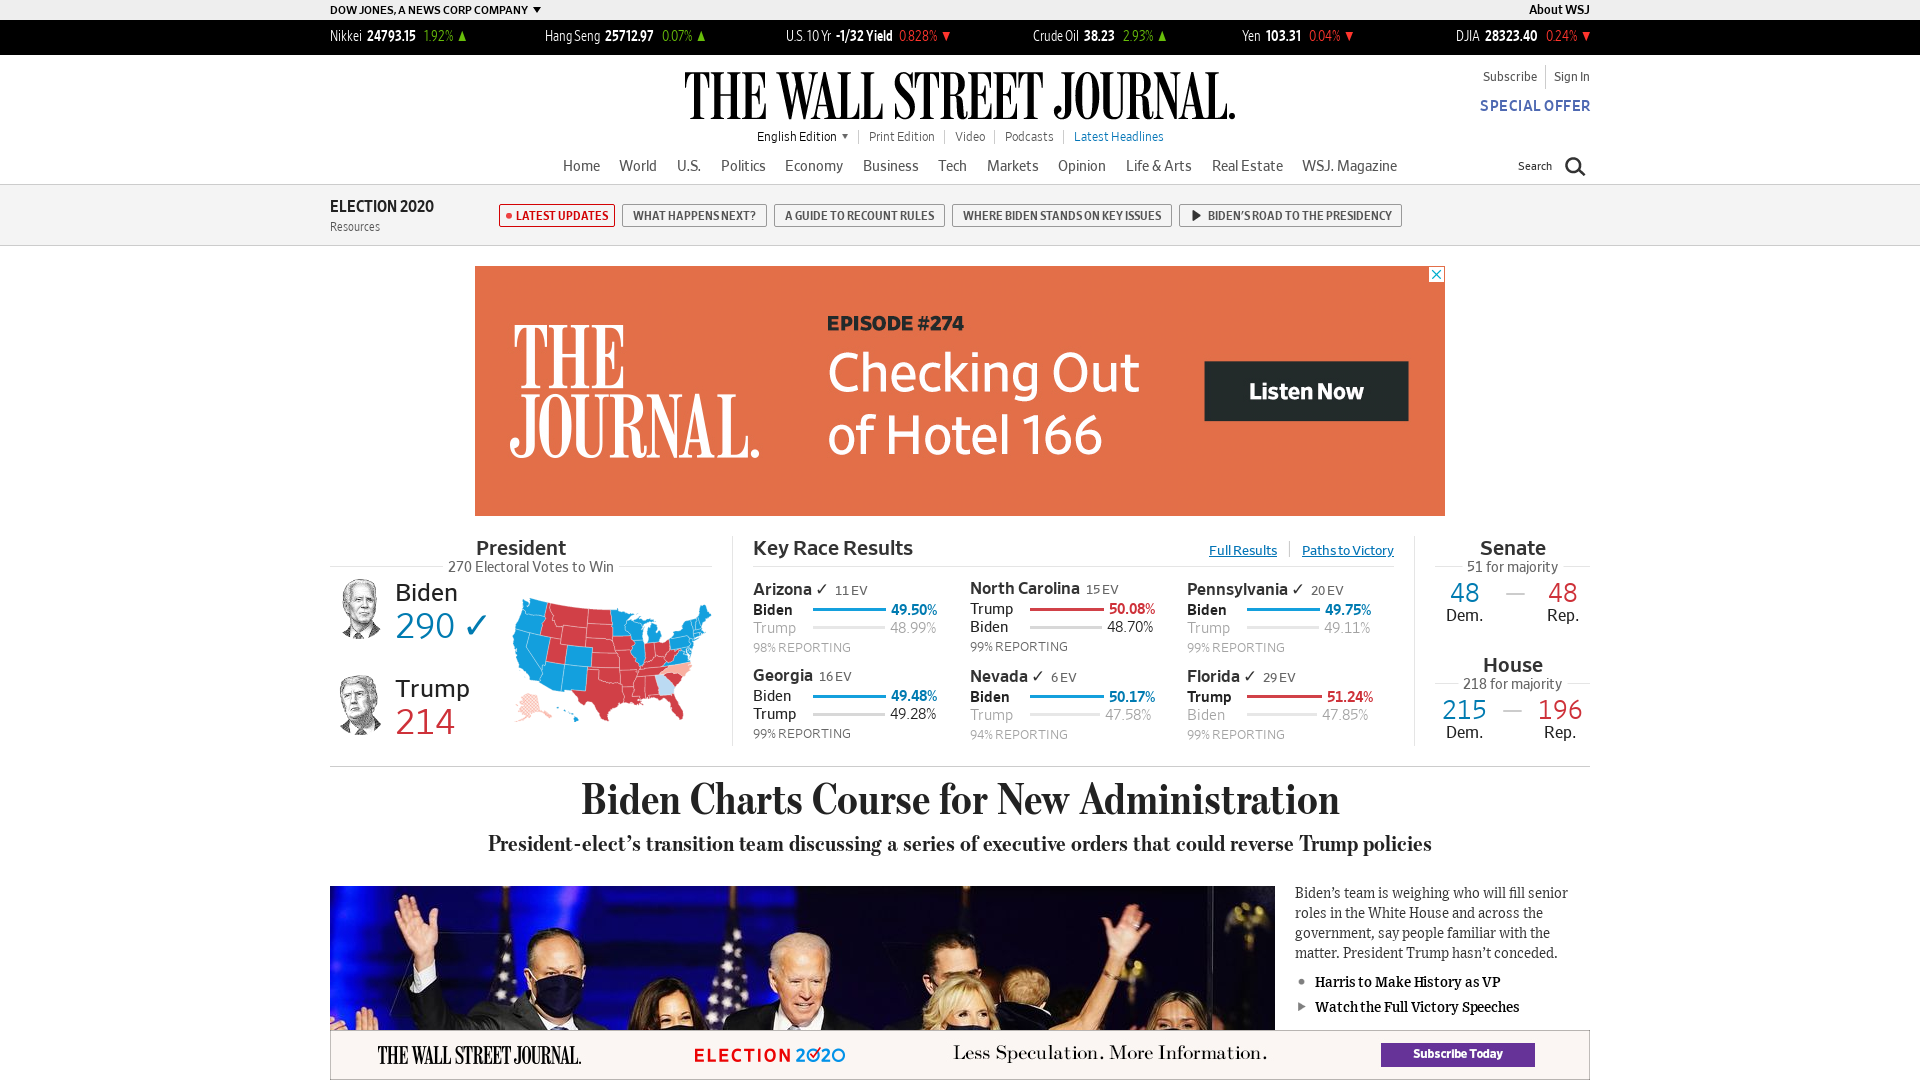 DOW JONES, A NEWS CORP COMPANY
About WSJ
Nikkei 24793.15 1.92% ▲
Hang Seng 25712.97 0.07% ▲
U.S. 10 Yr -1/32 Yield 0.828% ▼
Crude Oil 38.23 2.93% ▲
Yen 103.31 0.04% ▼
DJIA 28323.40 0.24% ▼
THE WALL STREET JOURNAL.
Subscribe
Sign In
SPECIAL OFFER
English Edition
Print Edition
Video
Podcasts
Latest Headlines
Home World U.S. Politics Economy Business Tech Markets Opinion Life & Arts Real Estate WSJ. Magazine
Search
ELECTION 2020
Resources
LATEST UPDATES
WHAT HAPPENS NEXT?
A GUIDE TO RECOUNT RULES
WHERE BIDEN STANDS ON KEY ISSUES
BIDEN'S ROAD TO THE PRESIDENCY
THE
JOURNAL.
EPISODE #274
Checking Out
of Hotel 166
Listen Now
President
270 Electoral Votes to Win
Biden
290 ✓
Trump
214
Key Race Results
Full Results
Paths to Victory
Arizona ✓ 11 EV
Biden 49.50%
Trump 48.99%
98% REPORTING
North Carolina 15 EV
Trump 50.08%
Biden 48.70%
99% REPORTING
Pennsylvania ✓ 20 EV
Biden 49.75%
Trump 49.11%
99% REPORTING
Georgia 16 EV
Biden 49.48%
Trump 49.28%
99% REPORTING
Nevada ✓ 6 EV
Biden 50.17%
Trump 47.58%
94% REPORTING
Florida ✓ 29 EV
Trump 51.24%
Biden 47.85%
99% REPORTING
Senate
51 for majority
48 — 48
Dem. Rep.
House
218 for majority
215 — 196
Dem. Rep.
Biden Charts Course for New Administration
President-elect's transition team discussing a series of executive orders that could reverse Trump policies
Biden's team is weighing who will fill senior
roles in the White House and across the
government, say people familiar with the
matter. President Trump hasn't conceded.
Harris to Make History as VP
Watch the Full Victory Speeches
THE WALL STREET JOURNAL.
ELECTION 2020
Less Speculation. More Information.
Subscribe Today